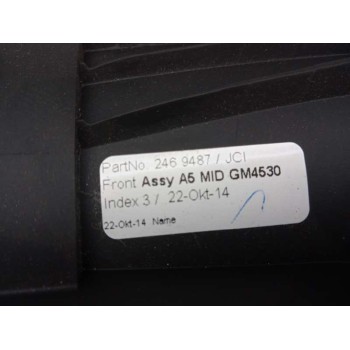 PartNo. 246 9487 / JCI
Front Assy A5 MID GM4530
Index 3 / 22-Okt-14
22-Okt-14 Name